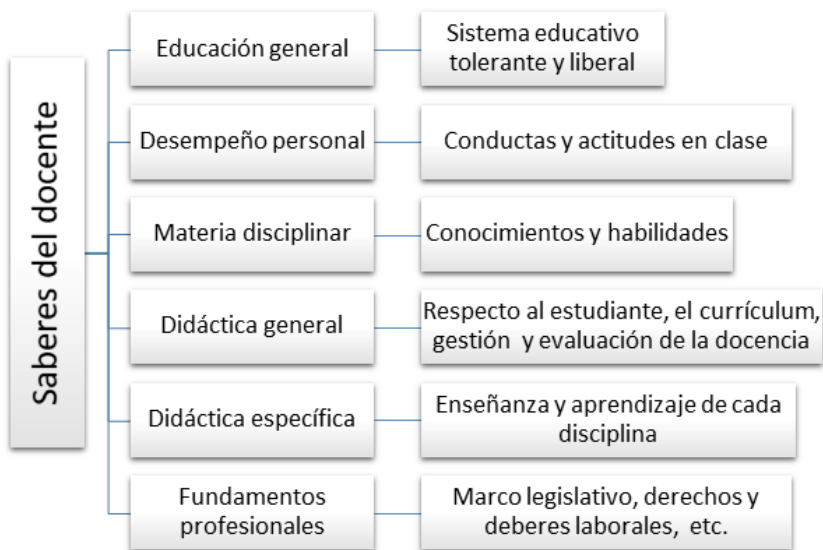 Saberes del docente
Educación general
Sistema educativo
tolerante y liberal
Desempeño personal
Conductas y actitudes en clase
Materia disciplinar
Conocimientos y habilidades
Didáctica general
Respecto al estudiante, el currículum,
gestión y evaluación de la docencia
Didáctica específica
Enseñanza y aprendizaje de cada
disciplina
Fundamentos
profesionales
Marco legislativo, derechos y
deberes laborales, etc.